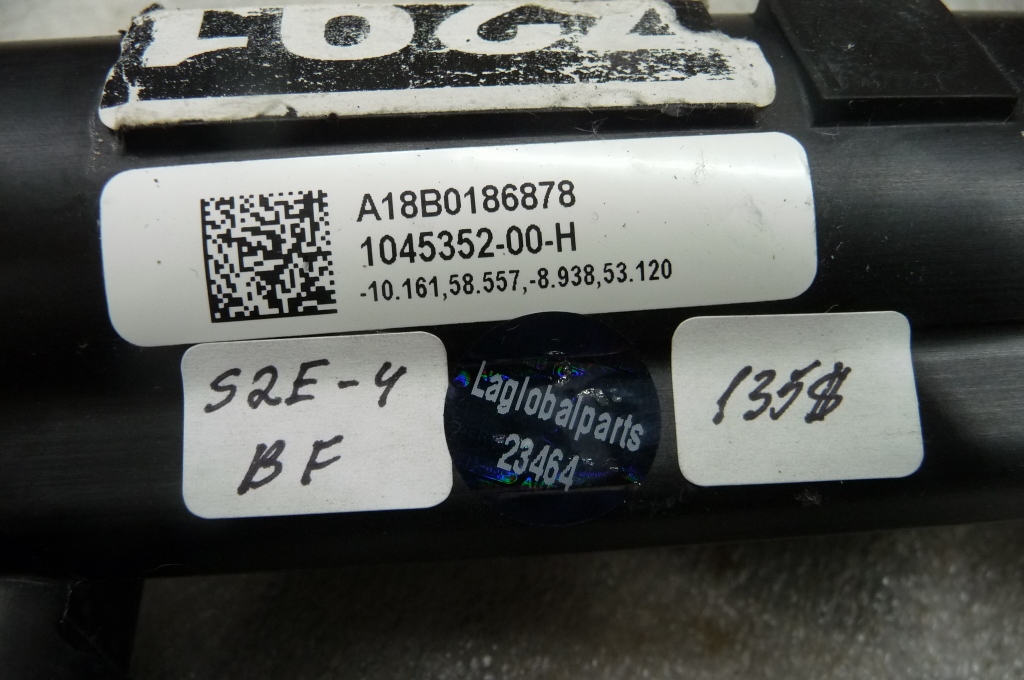 A18B0186878
1045352-00-H
-10.161,58.557,-8.938,53.120
S2E-4
BF
Laglobalparts
23464
135$